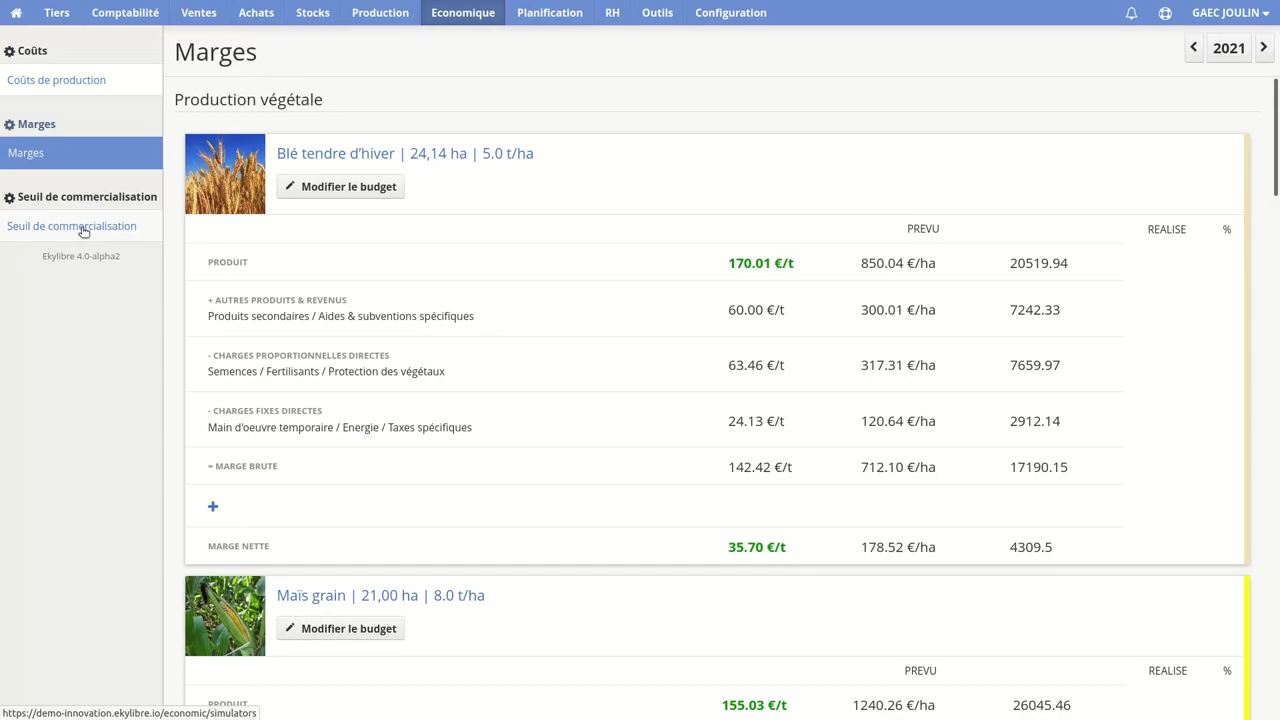 Tiers Comptabilité Ventes Achats Stocks Production Economique Planification RH Outils Configuration GAEC JOULIN
Coûts
Coûts de production
Marges
Marges
Seuil de commercialisation
Seuil de commercialisation
Ekylibre 4.0-alpha2
Marges
2021
Production végétale
Blé tendre d’hiver | 24,14 ha | 5.0 t/ha
Modifier le budget
PREVU REALISE %
PRODUIT 170.01 €/t 850.04 €/ha 20519.94
+ AUTRES PRODUITS & REVENUS
Produits secondaires / Aides & subventions spécifiques 60.00 €/t 300.01 €/ha 7242.33
- CHARGES PROPORTIONNELLES DIRECTES
Semences / Fertilisants / Protection des végétaux 63.46 €/t 317.31 €/ha 7659.97
- CHARGES FIXES DIRECTES
Main d'oeuvre temporaire / Energie / Taxes spécifiques 24.13 €/t 120.64 €/ha 2912.14
= MARGE BRUTE 142.42 €/t 712.10 €/ha 17190.15
+
MARGE NETTE 35.70 €/t 178.52 €/ha 4309.5
Maïs grain | 21,00 ha | 8.0 t/ha
Modifier le budget
PREVU REALISE %
PRODUIT 155.03 €/t 1240.26 €/ha 26045.46
https://demo-innovation.ekylibre.io/economic/simulators